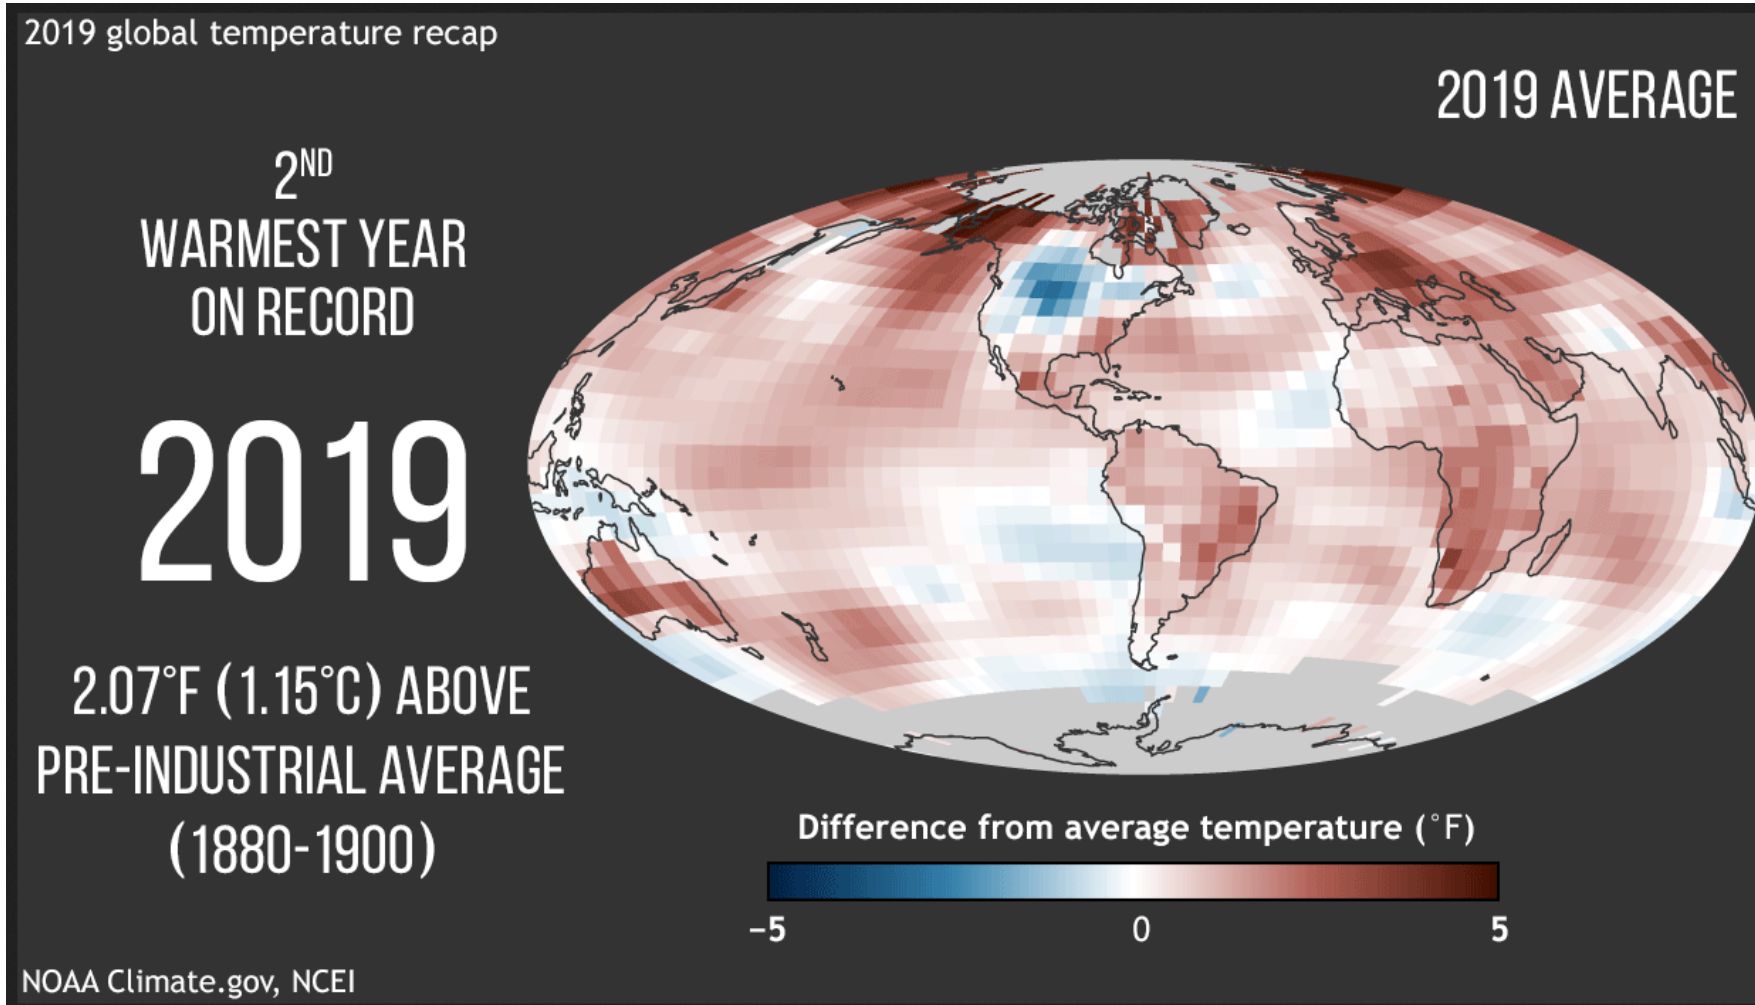 2019 global temperature recap
2019 AVERAGE
2ND
WARMEST YEAR
ON RECORD
2019
2.07°F (1.15°C) ABOVE
PRE-INDUSTRIAL AVERAGE
(1880-1900)
Difference from average temperature (°F)
−5 0 5
NOAA Climate.gov, NCEI